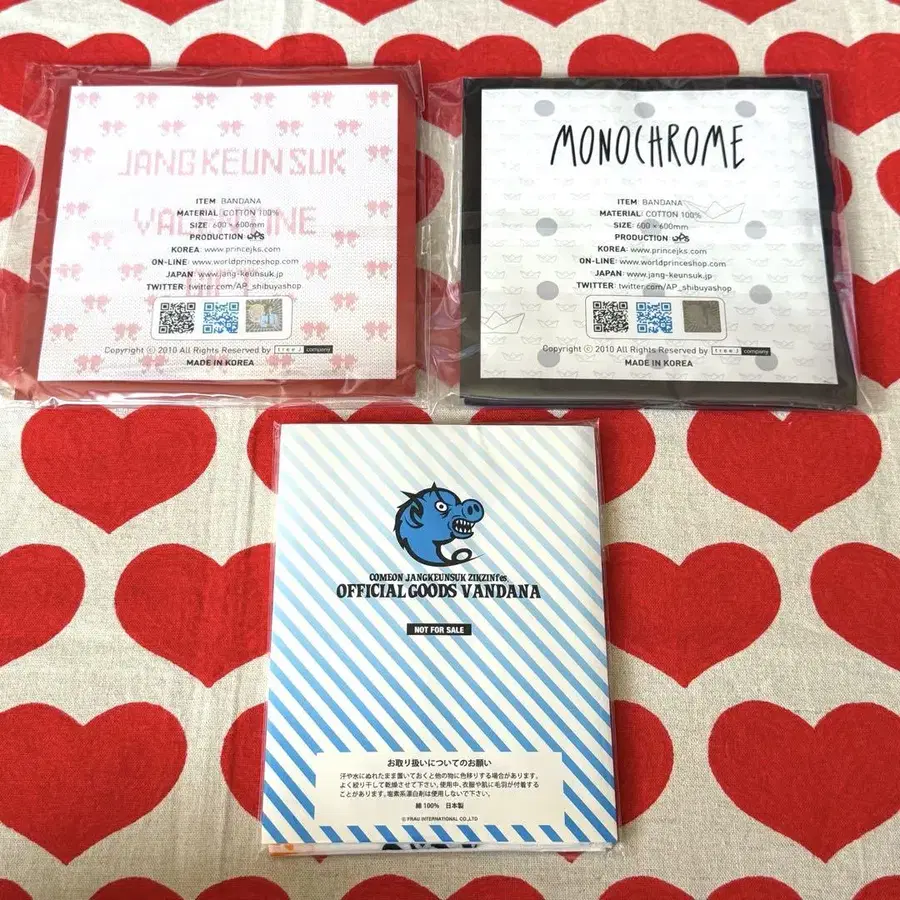 JANG KEUN SUK
VALENTINE
ITEM: BANDANA
MATERIAL: COTTON 100%
SIZE: 600 × 600mm
PRODUCTION
KOREA: www.princejks.com
ON-LINE: www.worldprinceshop.com
JAPAN: www.jang-keunsuk.jp
TWITTER: twitter.com/AP_shibuyashop
Copyright ⓒ 2010 All Rights Reserved by tree J company
MADE IN KOREA
MONOCHROME
ITEM: BANDANA
MATERIAL: COTTON 100%
SIZE: 600 × 600mm
PRODUCTION
KOREA: www.princejks.com
ON-LINE: www.worldprinceshop.com
JAPAN: www.jang-keunsuk.jp
TWITTER: twitter.com/AP_shibuyashop
Copyright ⓒ 2010 All Rights Reserved by tree J company
MADE IN KOREA
COMEON JANGKEUNSUK ZIKZINfes.
OFFICIAL GOODS VANDANA
NOT FOR SALE
お取り扱いについてのお願い
汗や水にぬれたまま置いておくと他の物に色移りする場合があります。
よく絞り干して乾燥させて下さい。使用中、衣服や肌に毛羽が付着する
ことがあります。塩素系漂白剤は使用しないで下さい。
綿 100% 日本製
© FRAU INTERNATIONAL CO.,LTD